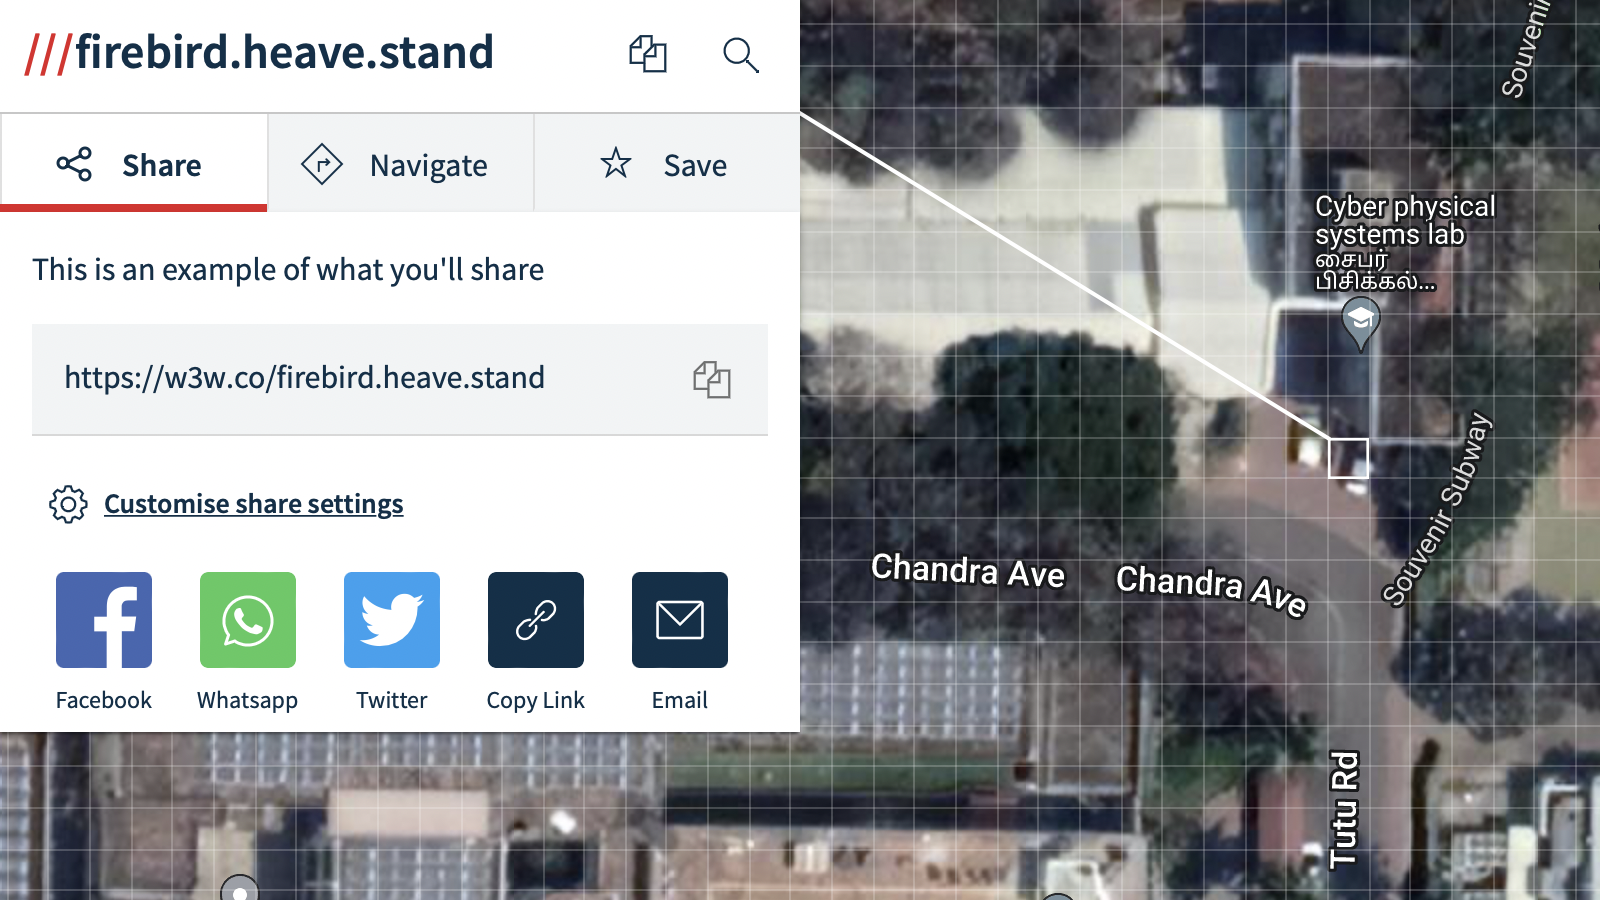 ///firebird.heave.stand
Share
Navigate
Save
This is an example of what you'll share
https://w3w.co/firebird.heave.stand
Customise share settings
Facebook
Whatsapp
Twitter
Copy Link
Email
Souvenir
Cyber physical
systems lab
சைபர்
பிசிக்கல்...
Souvenir Subway
Chandra Ave
Chandra Ave
Tutu Rd